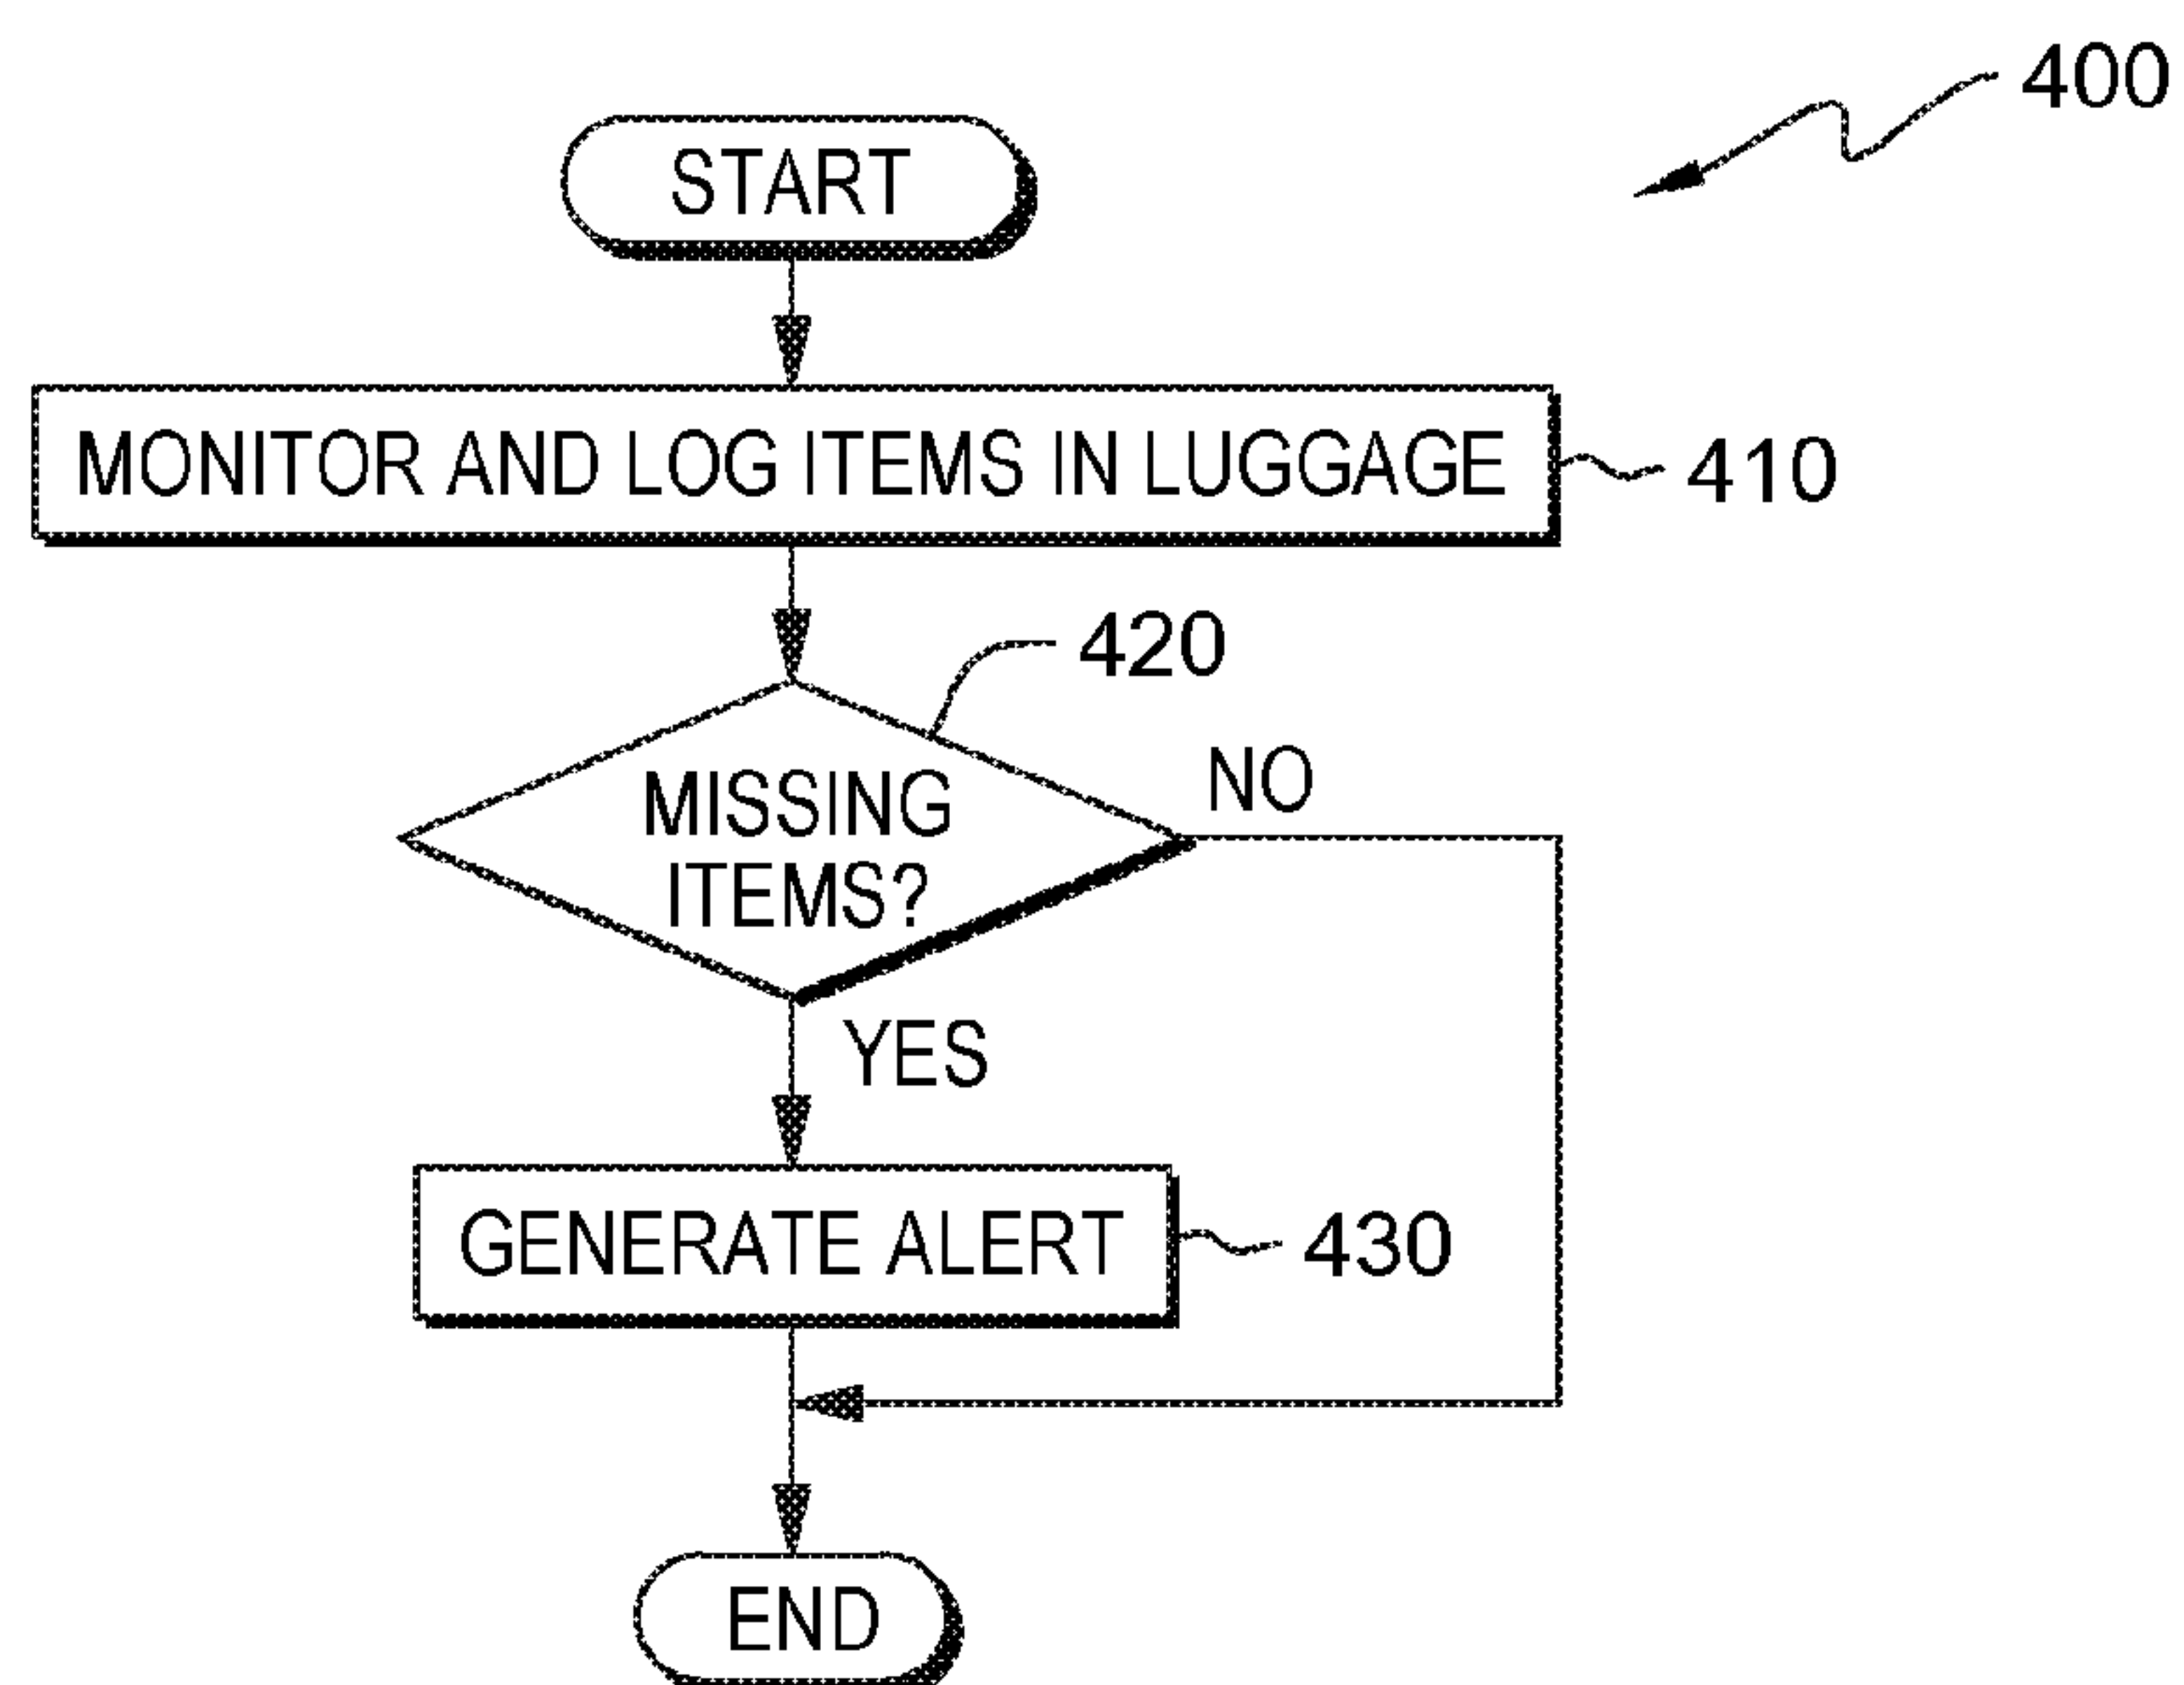 400
START
MONITOR AND LOG ITEMS IN LUGGAGE
410
420
MISSING
ITEMS?
NO
YES
GENERATE ALERT
430
END